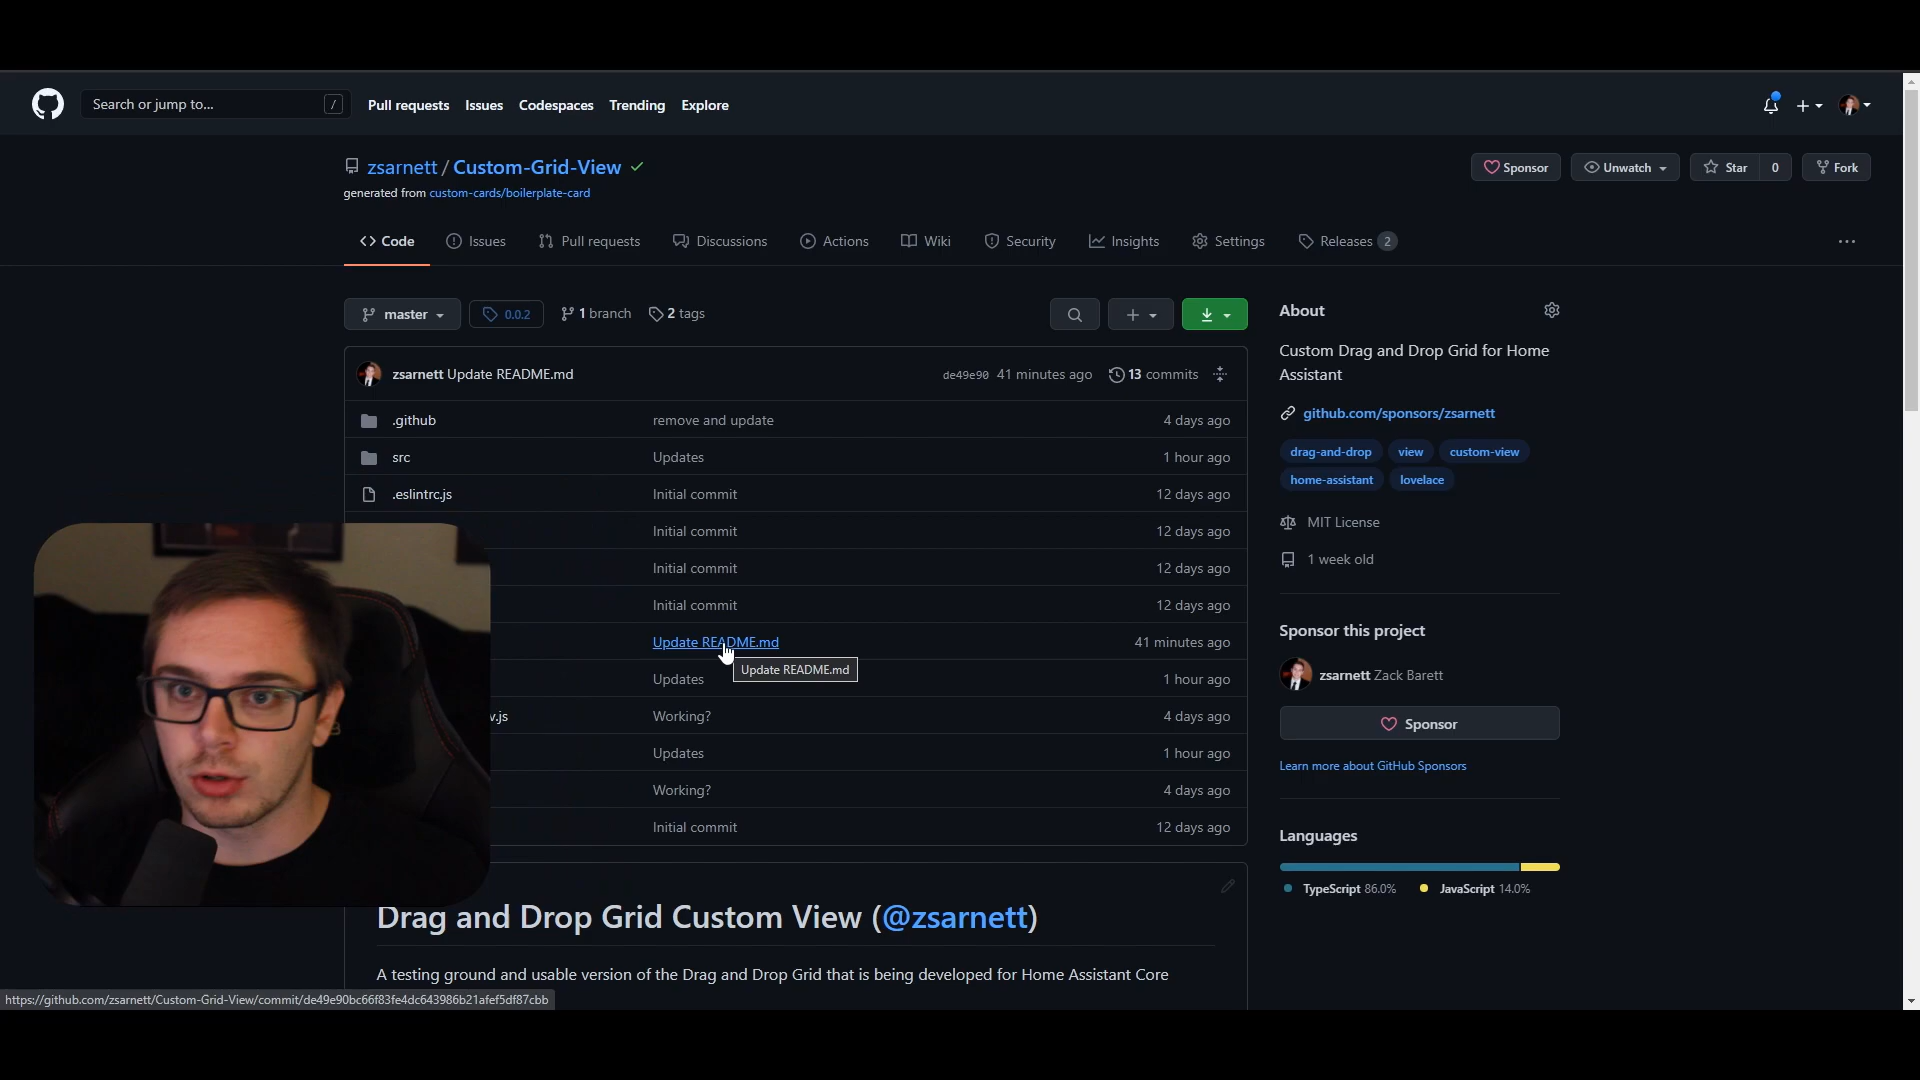 Search or jump to... /
Pull requests Issues Codespaces Trending Explore
zsarnett / Custom-Grid-View
generated from custom-cards/boilerplate-card
Sponsor Unwatch Star 0 Fork
Code Issues Pull requests Discussions Actions Wiki Security Insights Settings Releases 2
master 0.0.2 1 branch 2 tags
zsarnett Update README.md de49e90 41 minutes ago 13 commits
.github remove and update 4 days ago
src Updates 1 hour ago
.eslintrc.js Initial commit 12 days ago
Initial commit 12 days ago
Initial commit 12 days ago
Initial commit 12 days ago
Update README.md 41 minutes ago
Update README.md
Updates 1 hour ago
.js Working? 4 days ago
Updates 1 hour ago
Working? 4 days ago
Initial commit 12 days ago
Drag and Drop Grid Custom View (@zsarnett)
A testing ground and usable version of the Drag and Drop Grid that is being developed for Home Assistant Core
About
Custom Drag and Drop Grid for Home
Assistant
github.com/sponsors/zsarnett
drag-and-drop view custom-view
home-assistant lovelace
MIT License
1 week old
Sponsor this project
zsarnett Zack Barett
Sponsor
Learn more about GitHub Sponsors
Languages
TypeScript 86.0% JavaScript 14.0%
https://github.com/zsarnett/Custom-Grid-View/commit/de49e90bc66f83fe4dc643986b21afef5df87cbb